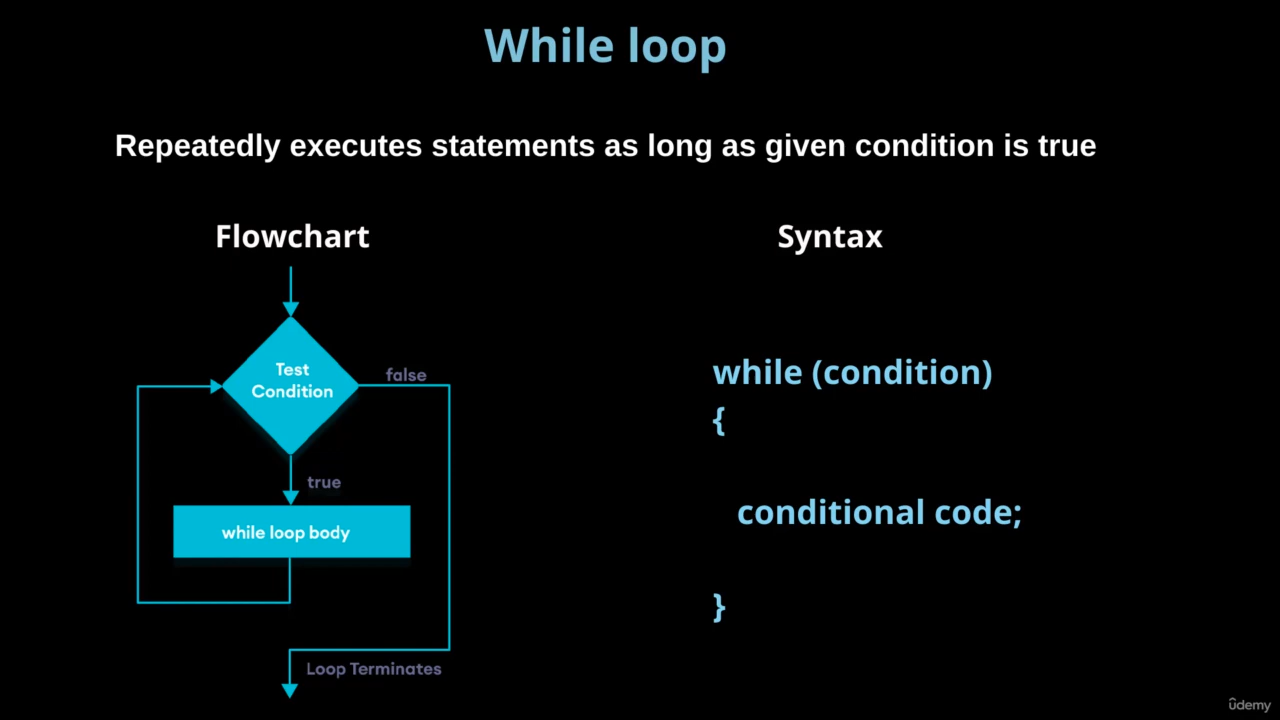 While loop
Repeatedly executes statements as long as given condition is true
Flowchart
Test
Condition
false
true
while loop body
Loop Terminates
Syntax
while (condition)
{
conditional code;
}
ûdemy